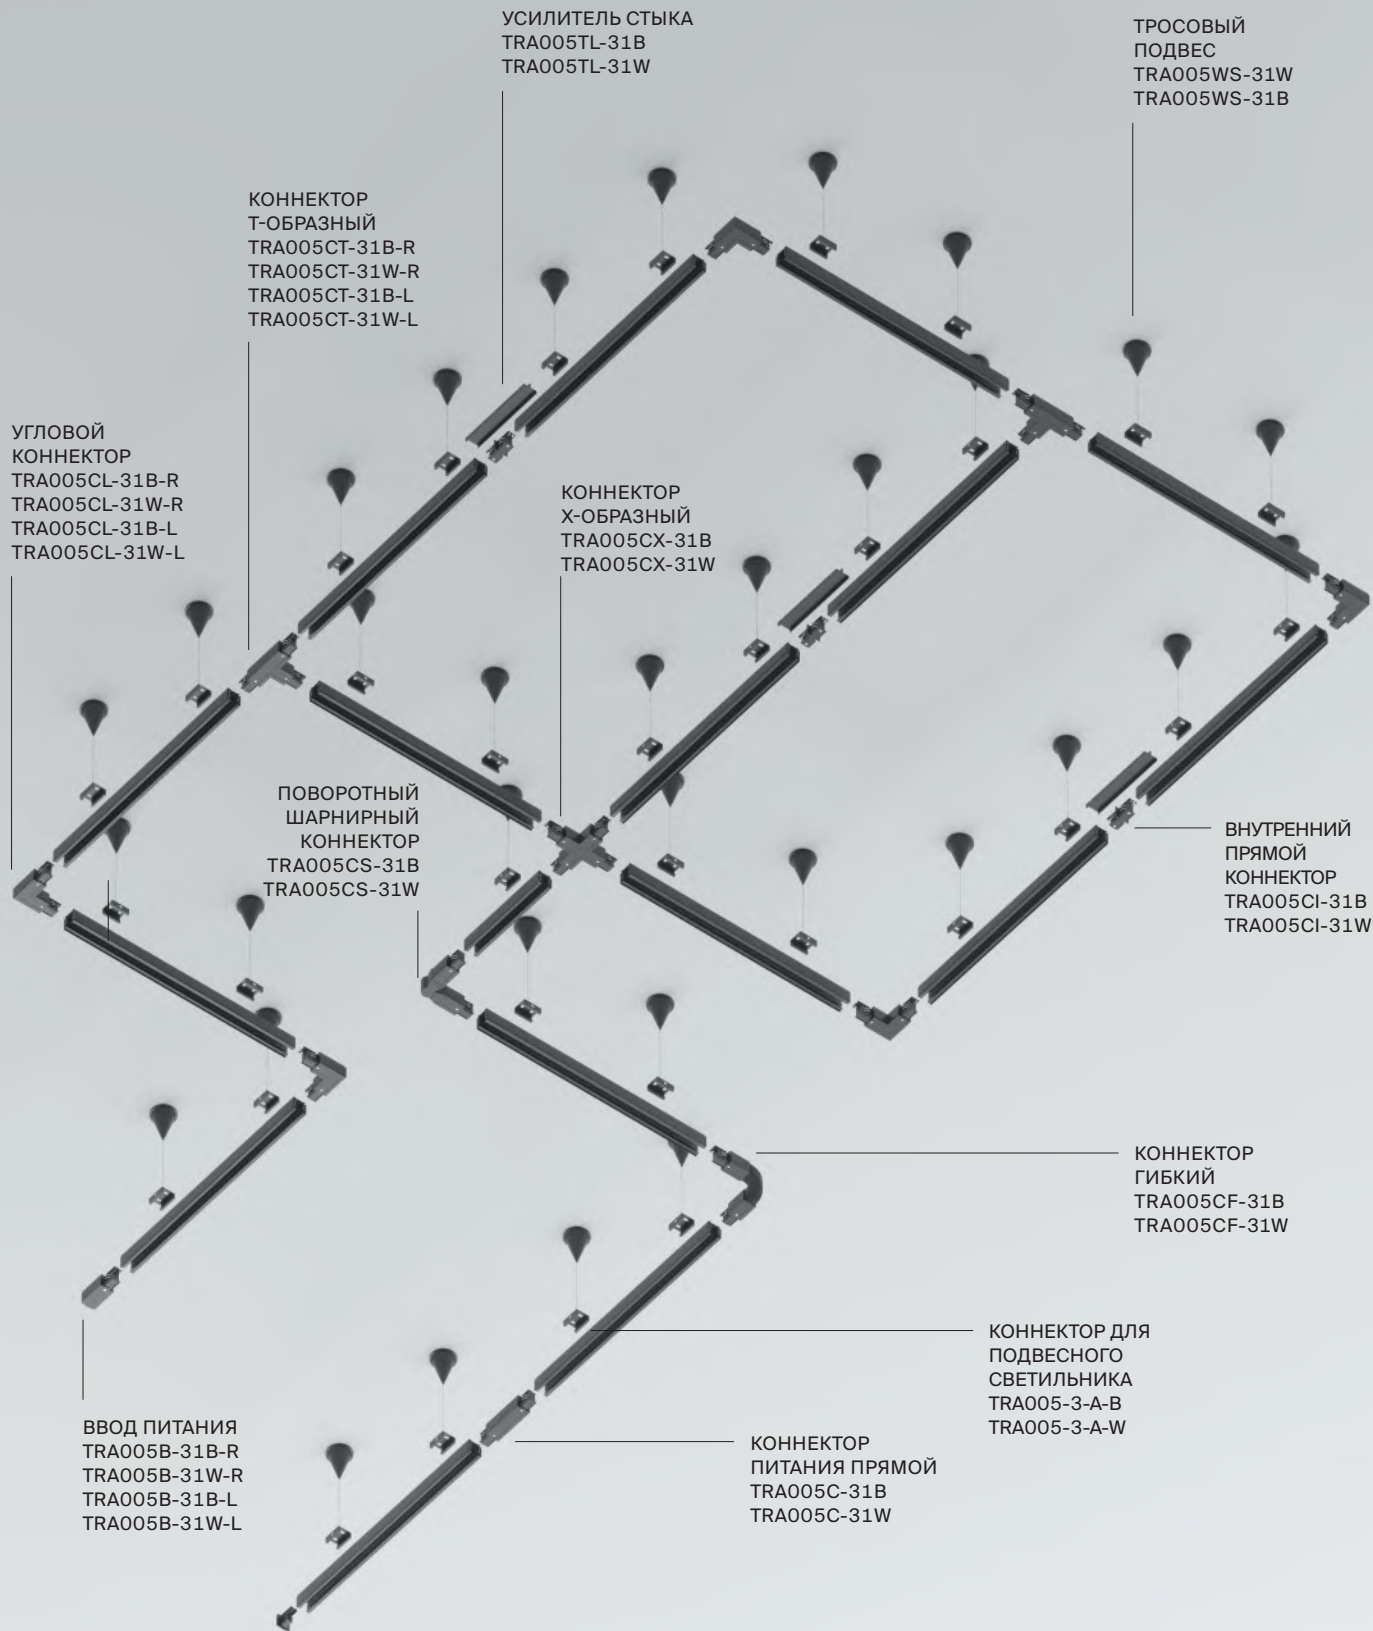 УСИЛИТЕЛЬ СТЫКА
TRA005TL-31B
TRA005TL-31W
ТРОСОВЫЙ
ПОДВЕС
TRA005WS-31W
TRA005WS-31B
КОННЕКТОР
Т-ОБРАЗНЫЙ
TRA005CT-31B-R
TRA005CT-31W-R
TRA005CT-31B-L
TRA005CT-31W-L
УГЛОВОЙ
КОННЕКТОР
TRA005CL-31B-R
TRA005CL-31W-R
TRA005CL-31B-L
TRA005CL-31W-L
КОННЕКТОР
Х-ОБРАЗНЫЙ
TRA005CX-31B
TRA005CX-31W
ПОВОРОТНЫЙ
ШАРНИРНЫЙ
КОННЕКТОР
TRA005CS-31B
TRA005CS-31W
ВНУТРЕННИЙ
ПРЯМОЙ
КОННЕКТОР
TRA005CI-31B
TRA005CI-31W
КОННЕКТОР
ГИБКИЙ
TRA005CF-31B
TRA005CF-31W
КОННЕКТОР ДЛЯ
ПОДВЕСНОГО
СВЕТИЛЬНИКА
TRA005-3-A-B
TRA005-3-A-W
ВВОД ПИТАНИЯ
TRA005B-31B-R
TRA005B-31W-R
TRA005B-31B-L
TRA005B-31W-L
КОННЕКТОР
ПИТАНИЯ ПРЯМОЙ
TRA005C-31B
TRA005C-31W